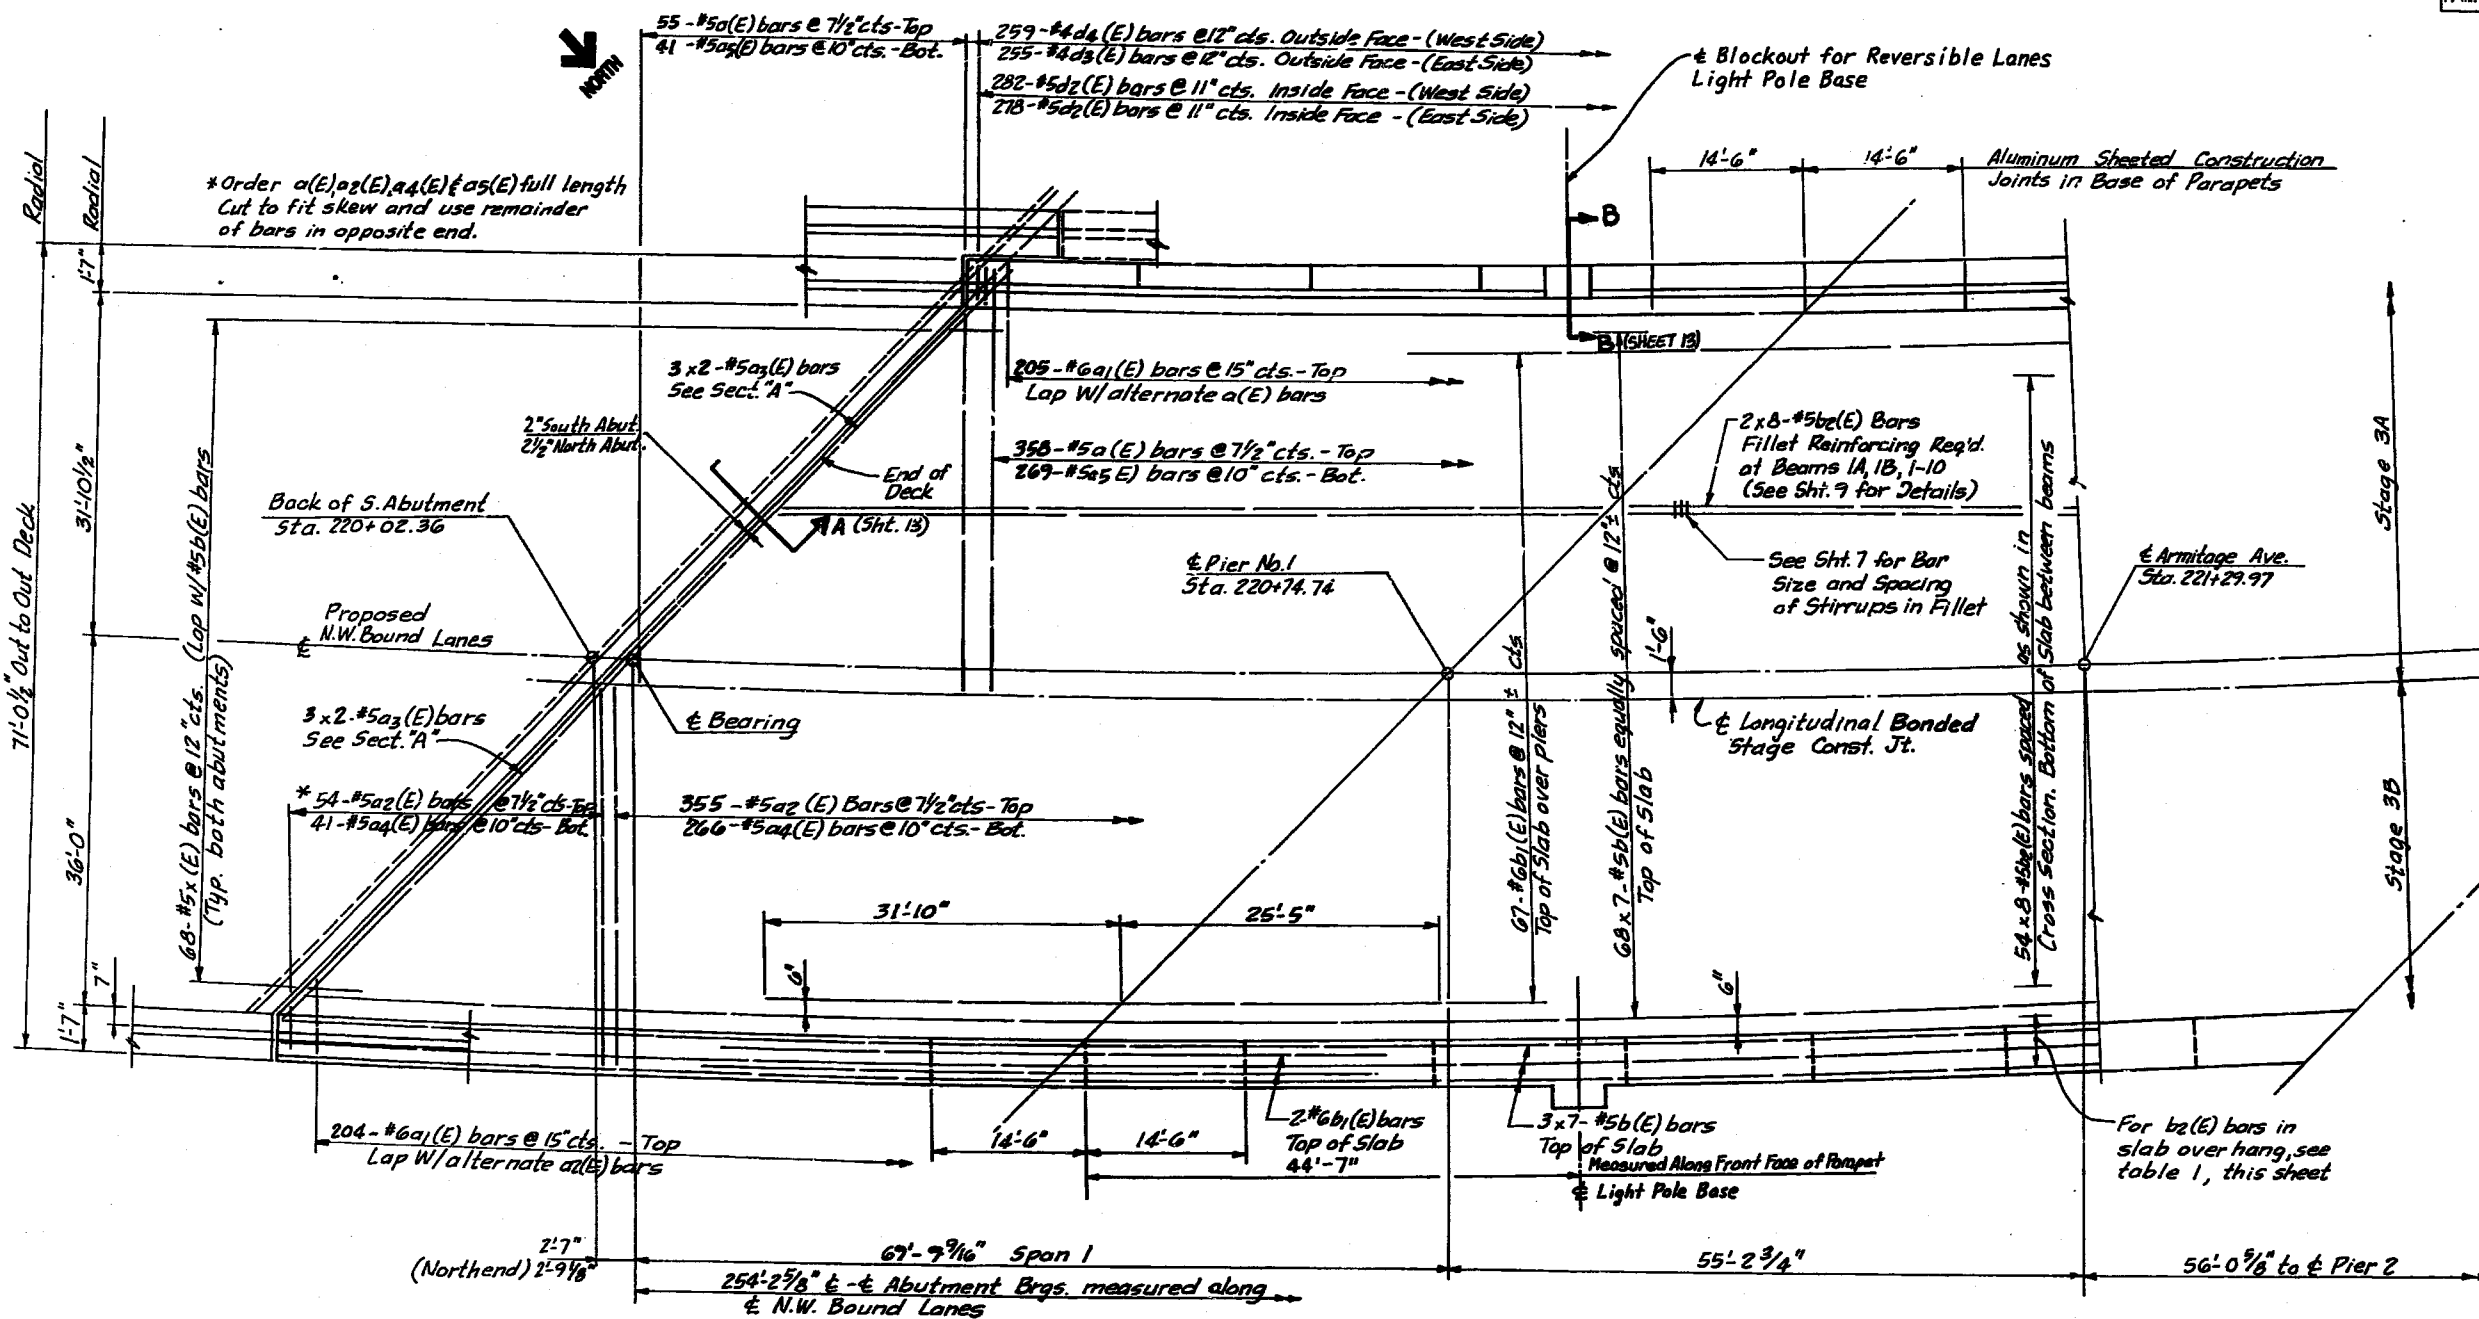 55-#5a(E) bars @ 7½"cts-Top
41-#5a5(E) bars @ 10"cts.-Bot.
259-#4d4(E) bars @ 12" cts. Outside Face-(West Side)
255-#4d3(E) bars @ 12" cts. Outside Face-(East Side)
282-#5d2(E) bars @ 11" cts. Inside Face-(West Side)
278-#5d2(E) bars @ 11" cts. Inside Face-(East Side)
NORTH
℄ Blockout for Reversible Lanes
Light Pole Base
14'-6"
14'-6"
Aluminum Sheeted Construction
Joints in Base of Parapets
Radial
Radial
*Order a(E),a2(E),a4(E)&a5(E) full length
Cut to fit skew and use remainder
of bars in opposite end.
1'-7"
B
B (SHEET 13)
3x2-#5a3(E) bars
See Sect. "A"
205-#6a1(E) bars @ 15" cts.-Top
Lap W/alternate a(E) bars
2" South Abut.
2½" North Abut.
358-#5a(E) bars @ 7½" cts.-Top
269-#5a5 E) bars @ 10" cts.-Bot.
End of
Deck
2x8-#5b2(E) Bars
Fillet Reinforcing Req'd.
at Beams 1A, 1B, 1-10
(See Sht. 9 for Details)
A (Sht. 13)
Back of S. Abutment
Sta. 220+02.36
See Sht. 7 for Bar
Size and Spacing
of Stirrups in Fillet
℄ Pier No. 1
Sta. 220+74.74
℄ Armitage Ave.
Sta. 221+29.97
Stage 3A
Stage 3B
31'-10½"
71'-0½" Out to Out Deck
36'-0"
68-#5x(E) bars @ 12" cts. (Lap W/#5b(E) bars
(Typ. both abutments)
Proposed
℄ N.W. Bound Lanes
1'-6"
℄ Bearing
℄ Longitudinal Bonded
Stage Const. Jt.
3x2-#5a3(E) bars
See Sect. "A"
* 54-#5a2(E) bars @ 7½"cts-Top
41-#5a4(E) bars @ 10"cts-Bot.
355-#5a2 (E) Bars @ 7½"cts-Top
266-#5a4(E) bars @ 10"cts.-Bot.
67-#6b1(E) bars @ 12"± cts
Top of Slab over piers
68x7-#5b(E) bars equally spaced @ 12"± cts
Top of Slab
54x8-#5b2(E) bars spaced as shown in
Cross Section. Bottom of Slab between beams
31'-10"
25'-5"
6"
6"
7"
1'-7"
204-#6a1(E) bars @ 15"cts. - Top
Lap W/alternate a2(E) bars
14'-6"
14'-6"
2-#6b1(E) bars
Top of Slab
44'-7"
3x7-#5b(E) bars
Top of Slab
Measured Along Front Face of Parapet
℄ Light Pole Base
For b2(E) bars in
slab over hang, see
table 1, this sheet
2'-7"
(North end) 2'-9⅛"
69'-9 9/16" Span 1
55'-2¾"
56'-0⅝" to ℄ Pier 2
254'-2⅝" ℄-℄ Abutment Brgs. measured along
℄ N.W. Bound Lanes